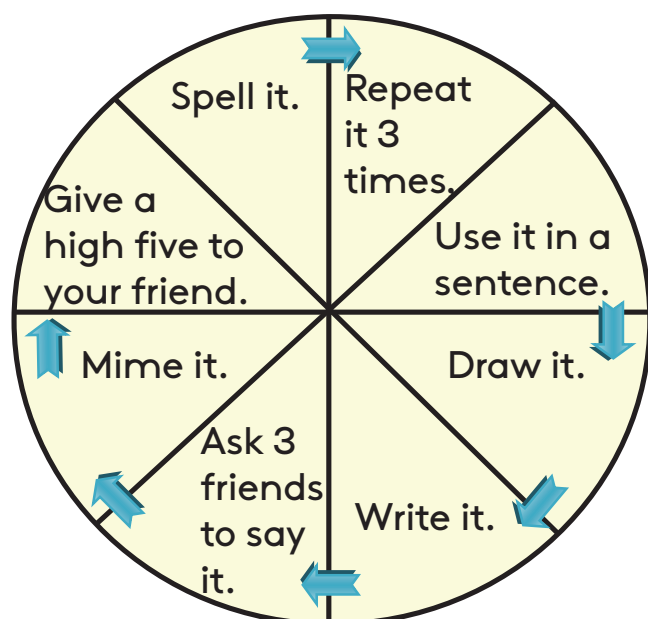 Spell it.
Repeat
it 3
times.
Use it in a
sentence.
Draw it.
Write it.
Ask 3
friends
to say
it.
Mime it.
Give a
high five to
your friend.